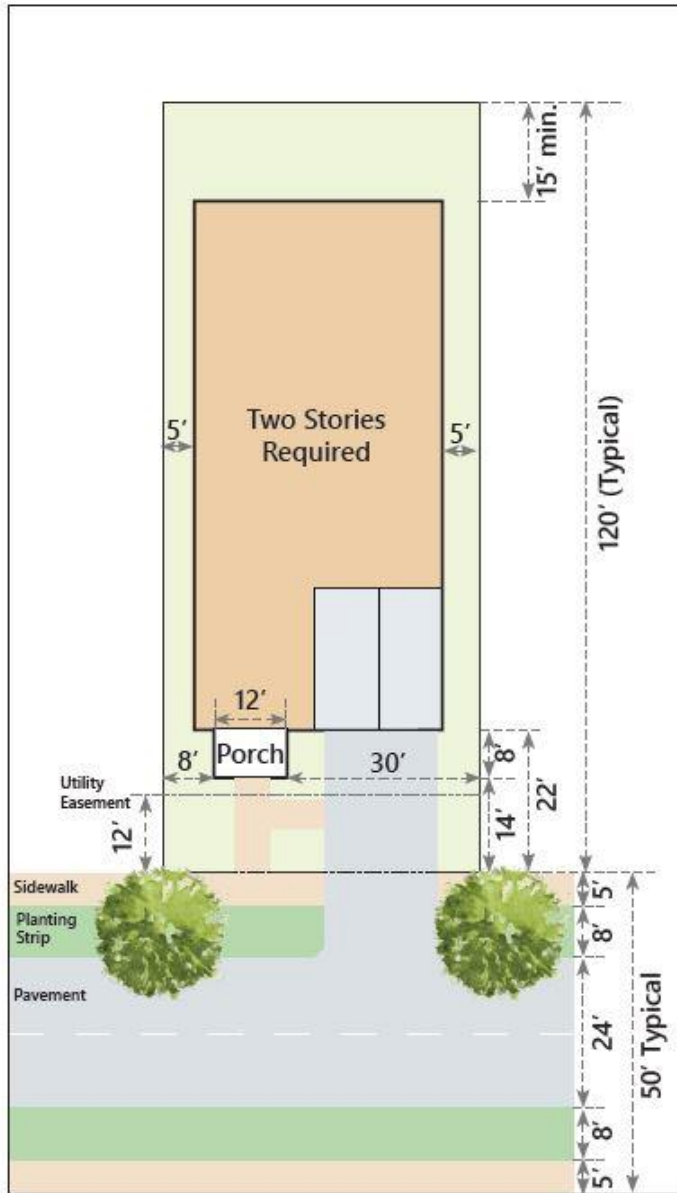 15’ min.
120’ (Typical)
5’
Two Stories
Required
5’
12’
Porch
8’
30’
8’
22’
14’
Utility
Easement
12’
Sidewalk
Planting
Strip
Pavement
5’
8’
24’
8’
5’
50’ Typical